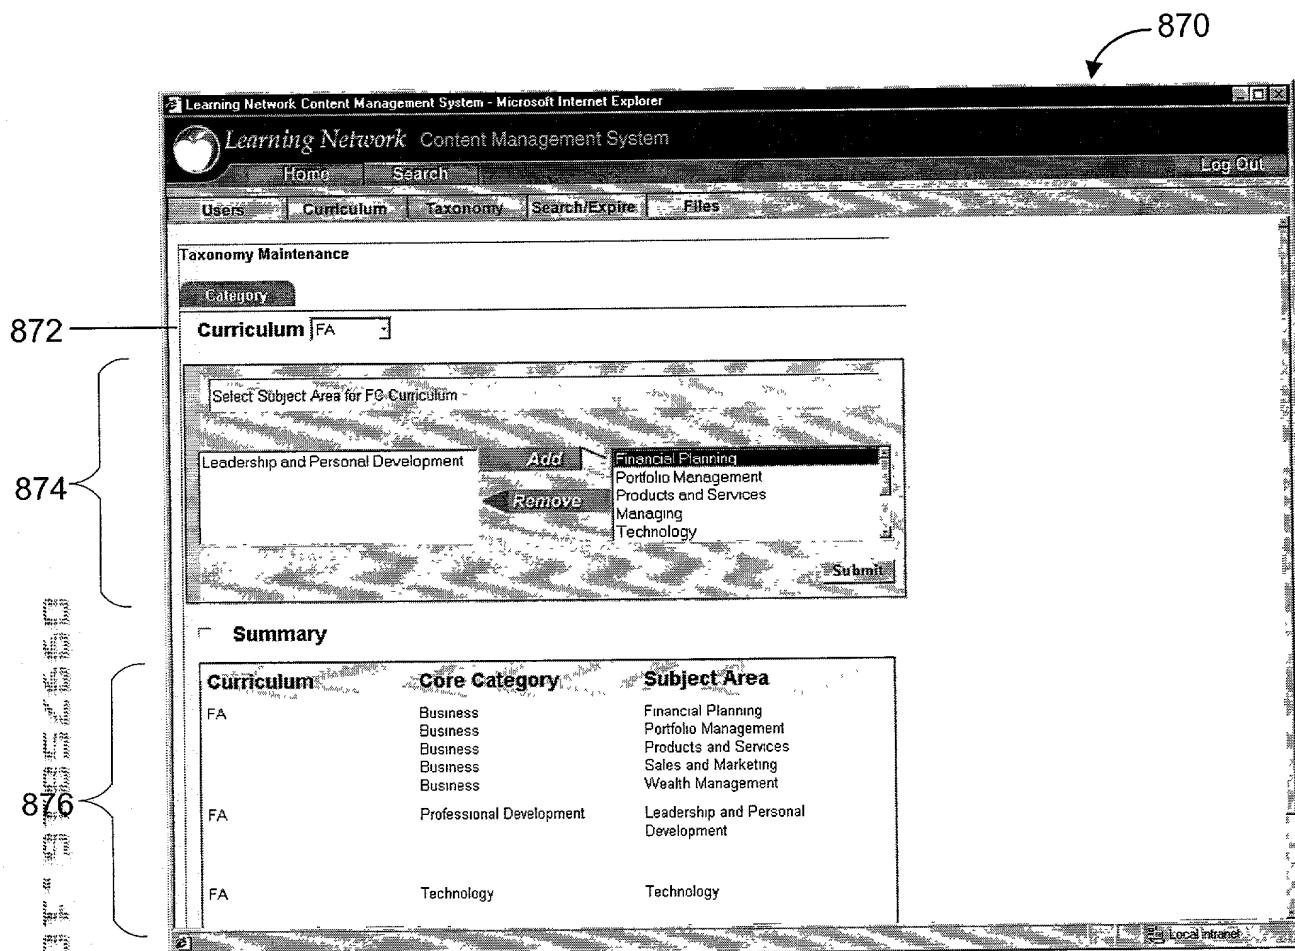 870
Learning Network Content Management System - Microsoft Internet Explorer
Learning Network Content Management System
Home Search Log Out
Users Curriculum Taxonomy Search/Expire Files
Taxonomy Maintenance
Category
872
Curriculum FA
874
Select Subject Area for FC Curriculum
Leadership and Personal Development
Add
Remove
Financial Planning
Portfolio Management
Products and Services
Managing
Technology
Submit
Summary
876
Curriculum Core Category Subject Area
FA Business Financial Planning
Business Portfolio Management
Business Products and Services
Business Sales and Marketing
Business Wealth Management
FA Professional Development Leadership and Personal
Development
FA Technology Technology
Local intranet